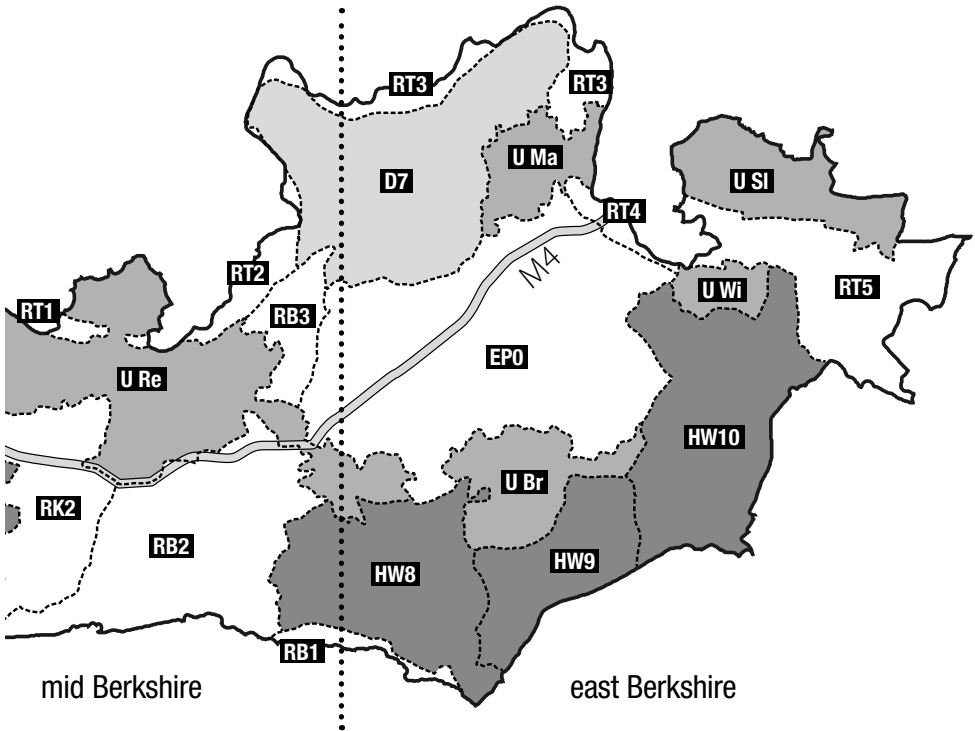 RT3
RT3
U Ma
D7
U Sl
RT4
RT2
M4
RT1
RB3
U Wi
RT5
EP0
U Re
HW10
U Br
RK2
RB2
HW8
HW9
RB1
mid Berkshire
east Berkshire